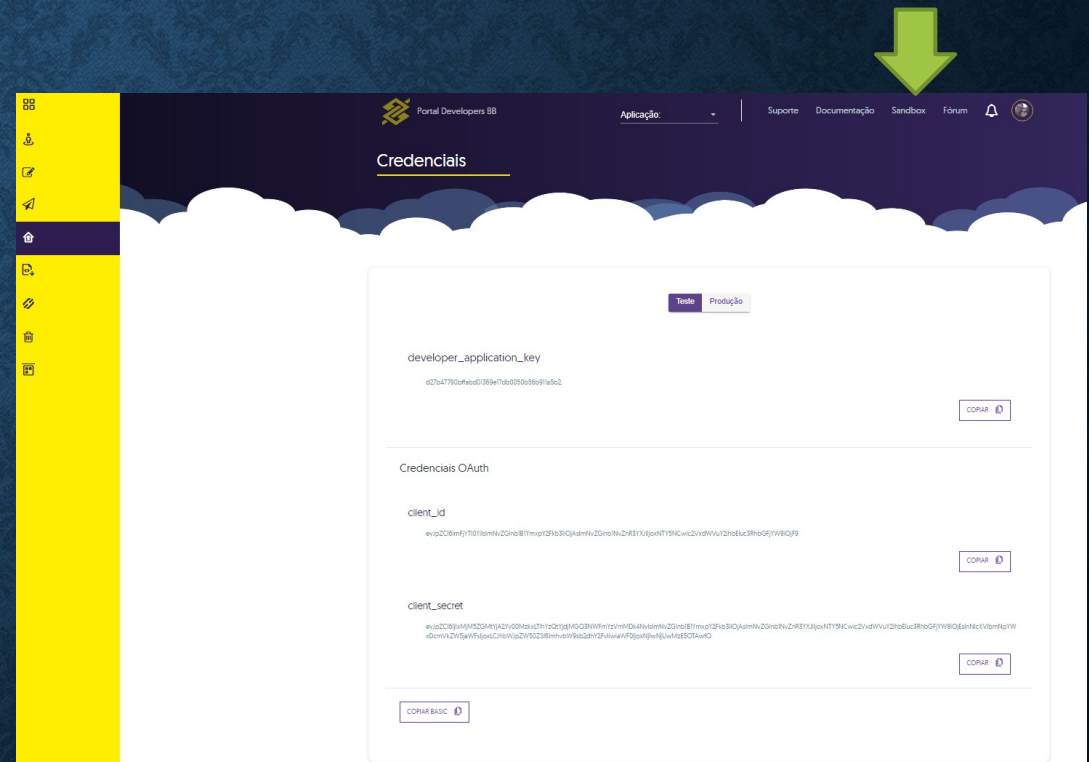 Portal Developers BB
Aplicação:
Suporte Documentação Sandbox Fórum
Credenciais
Teste Produção
developer_application_key
COPIAR
Credenciais OAuth
client_id
COPIAR
client_secret
COPIAR
COPIAR BASIC